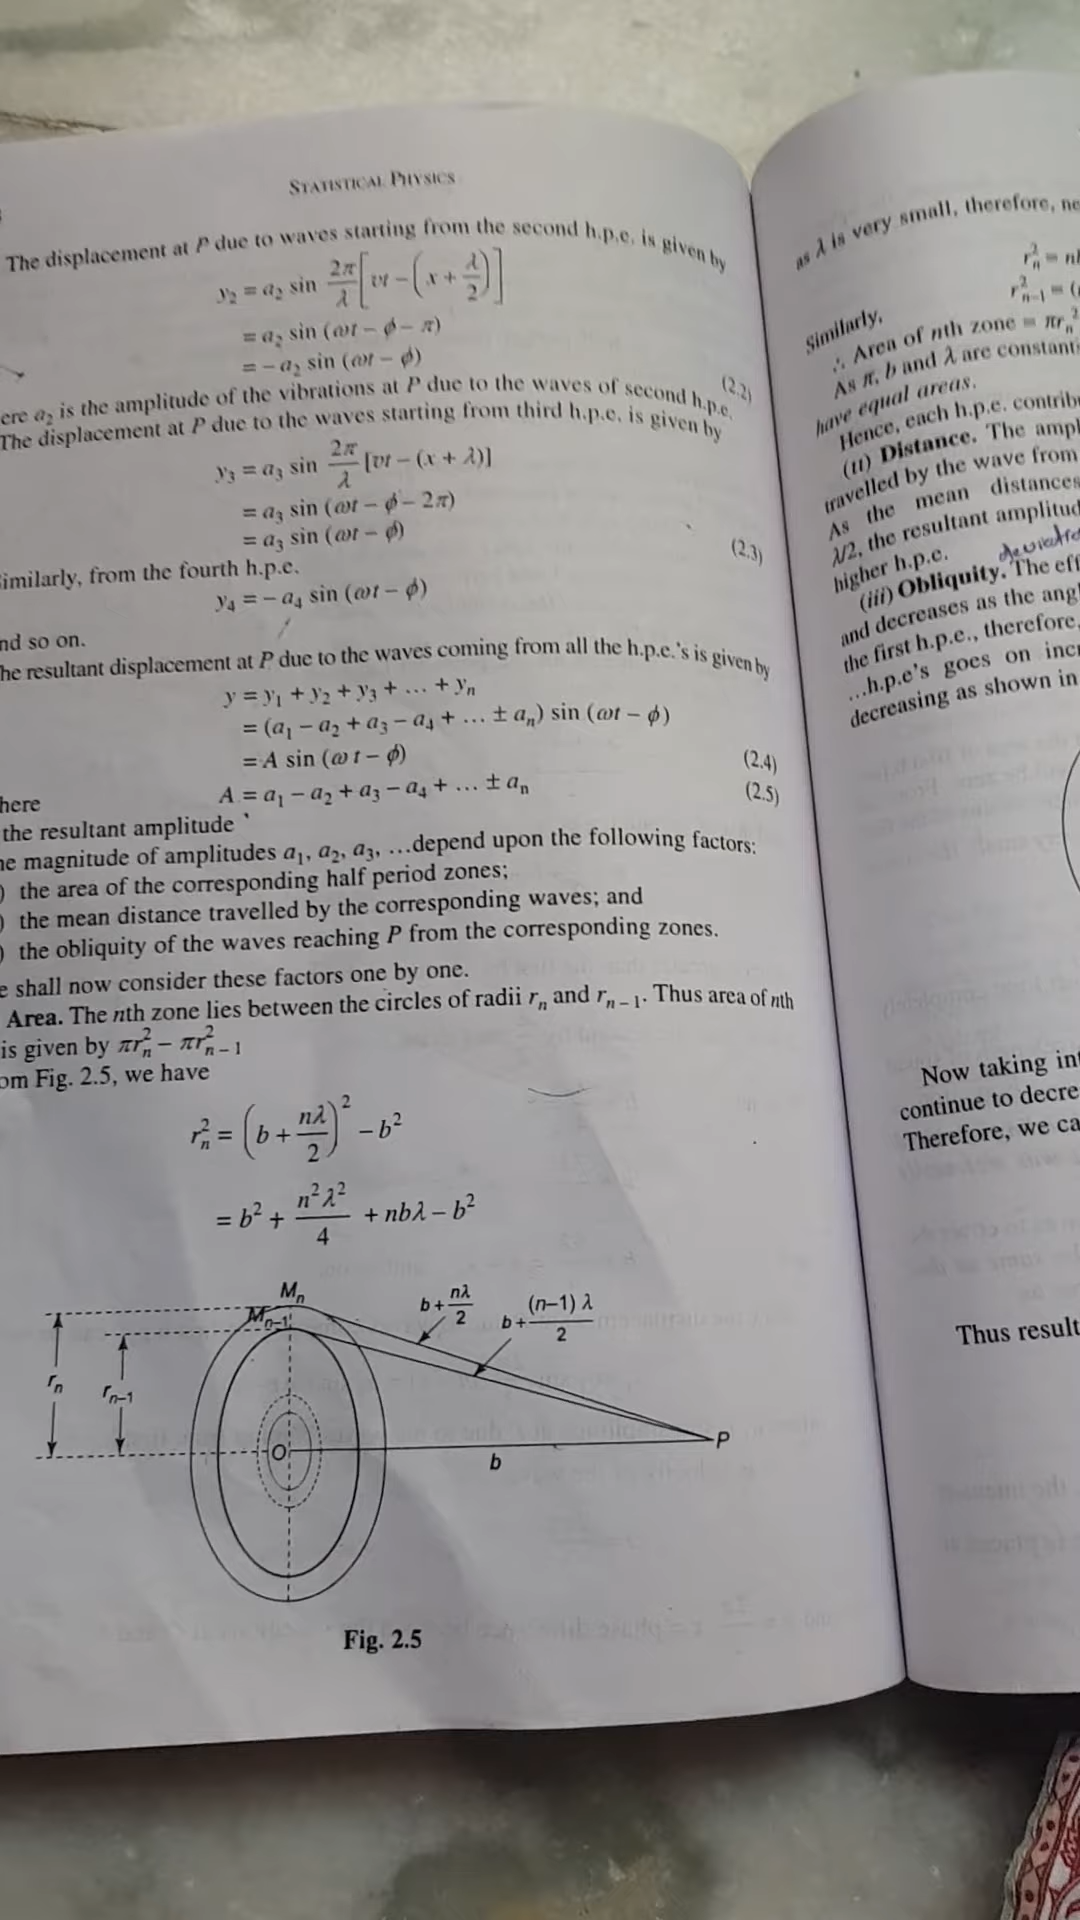 STATISTICAL PHYSICS
The displacement at P due to waves starting from the second h.p.e. is given by
y₂ = a₂ sin 2π/λ [vt − (x + λ/2)]
= a₂ sin (ωt − ϕ − π)
= − a₂ sin (ωt − ϕ)
(2.2)
ere a₂ is the amplitude of the vibrations at P due to the waves of second h.p.e.
The displacement at P due to the waves starting from third h.p.e. is given by
y₃ = a₃ sin 2π/λ [vt − (x + λ)]
= a₃ sin (ωt − ϕ − 2π)
= a₃ sin (ωt − ϕ)
(2.3)
imilarly, from the fourth h.p.e.
y₄ = − a₄ sin (ωt − ϕ)
nd so on.
he resultant displacement at P due to the waves coming from all the h.p.e.'s is given by
y = y₁ + y₂ + y₃ + ... + yₙ
= (a₁ − a₂ + a₃ − a₄ + ... ± aₙ) sin (ωt − ϕ)
= A sin (ω t − ϕ)
(2.4)
here A = a₁ − a₂ + a₃ − a₄ + ... ± aₙ
(2.5)
the resultant amplitude
he magnitude of amplitudes a₁, a₂, a₃, ...depend upon the following factors:
) the area of the corresponding half period zones;
) the mean distance travelled by the corresponding waves; and
) the obliquity of the waves reaching P from the corresponding zones.
e shall now consider these factors one by one.
Area. The nth zone lies between the circles of radii rₙ and rₙ₋₁. Thus area of nth
is given by πrₙ² − πrₙ₋₁²
om Fig. 2.5, we have
rₙ² = (b + nλ/2)² − b²
= b² + n²λ²/4 + nbλ − b²
Mₙ
Mₙ₋₁
b + nλ/2
b + (n−1) λ/2
rₙ
rₙ₋₁
O
P
b
Fig. 2.5
as λ is very small, therefore, ne
rₙ² = nb
rₙ₋₁² = (
Similarly,
∴ Area of nth zone = πrₙ²
As π, b and λ are constant
have equal areas.
Hence, each h.p.e. contrib
(ii) Distance. The ampl
travelled by the wave from
As the mean distances
λ/2, the resultant amplitud
higher h.p.e.
(iii) Obliquity. The eff
and decreases as the angl
the first h.p.e., therefore,
...h.p.e's goes on incr
decreasing as shown in
Now taking int
continue to decre
Therefore, we ca
Thus result